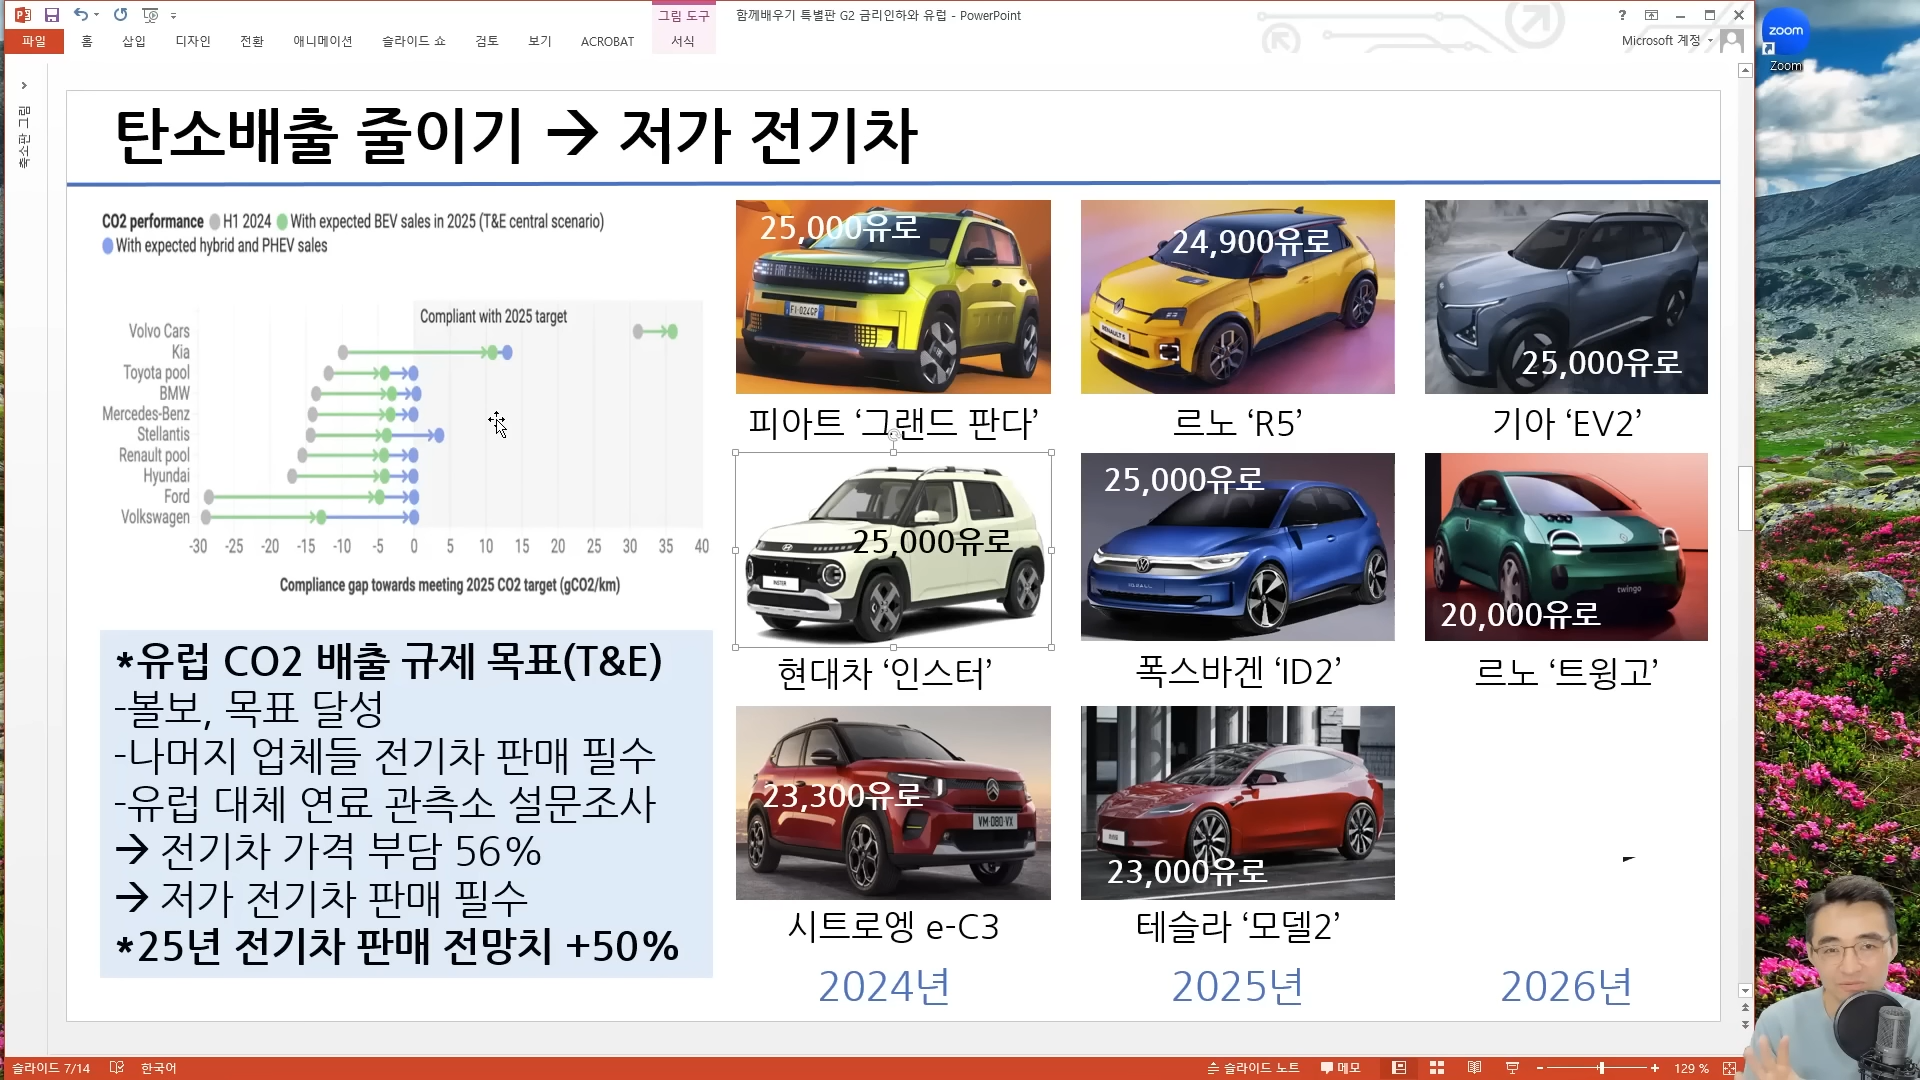 그림 도구
함께배우기 특별판 G2 금리인하와 유럽 - PowerPoint
파일 홈 삽입 디자인 전환 애니메이션 슬라이드 쇼 검토 보기 ACROBAT 서식
Microsoft 계정
zoom
Zoom
축소판 그림
탄소배출 줄이기 → 저가 전기차
CO2 performance H1 2024 With expected BEV sales in 2025 (T&E central scenario)
With expected hybrid and PHEV sales
Compliant with 2025 target
Volvo Cars
Kia
Toyota pool
BMW
Mercedes-Benz
Stellantis
Renault pool
Hyundai
Ford
Volkswagen
-30 -25 -20 -15 -10 -5 0 5 10 15 20 25 30 35 40
Compliance gap towards meeting 2025 CO2 target (gCO2/km)
*유럽 CO2 배출 규제 목표(T&E)
-볼보, 목표 달성
-나머지 업체들 전기차 판매 필수
-유럽 대체 연료 관측소 설문조사
→ 전기차 가격 부담 56%
→ 저가 전기차 판매 필수
*25년 전기차 판매 전망치 +50%
25,000유로
피아트 ‘그랜드 판다’
24,900유로
르노 ‘R5’
25,000유로
기아 ‘EV2’
25,000유로
현대차 ‘인스터’
25,000유로
폭스바겐 ‘ID2’
twingo
20,000유로
르노 ‘트윙고’
23,300유로
시트로엥 e-C3
23,000유로
테슬라 ‘모델2’
2024년
2025년
2026년
슬라이드 7/14 한국어
슬라이드 노트 메모
129 %